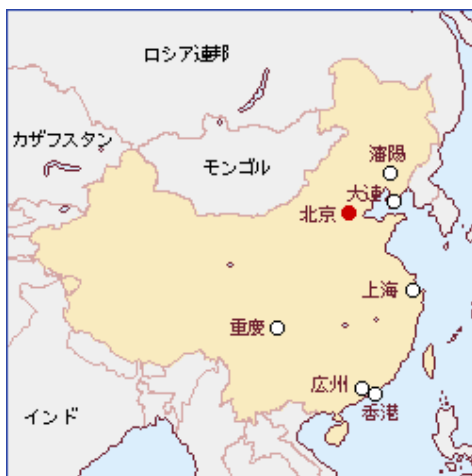 ロシア連邦
カザフスタン
モンゴル
瀋陽
大連
北京
上海
重慶
広州
香港
インド